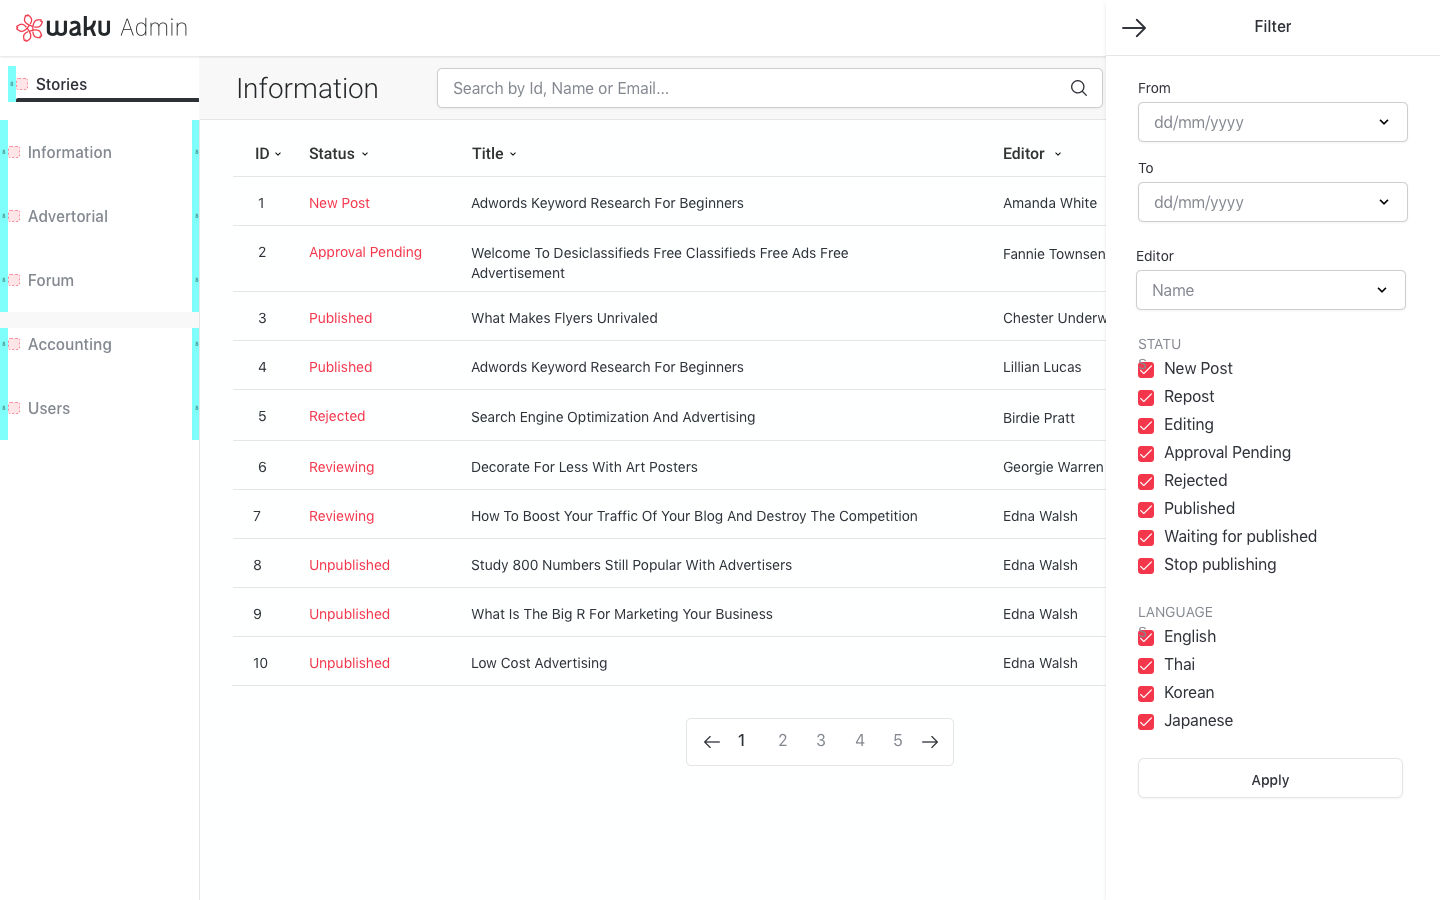 waku Admin
Filter
Stories
Information
Advertorial
Forum
Accounting
Users
Information
Search by Id, Name or Email...
ID Status Title Editor
1 New Post Adwords Keyword Research For Beginners Amanda White
2 Approval Pending Welcome To Desiclassifieds Free Classifieds Free Ads Free Fannie Townsen
Advertisement
3 Published What Makes Flyers Unrivaled Chester Underw
4 Published Adwords Keyword Research For Beginners Lillian Lucas
5 Rejected Search Engine Optimization And Advertising Birdie Pratt
6 Reviewing Decorate For Less With Art Posters Georgie Warren
7 Reviewing How To Boost Your Traffic Of Your Blog And Destroy The Competition Edna Walsh
8 Unpublished Study 800 Numbers Still Popular With Advertisers Edna Walsh
9 Unpublished What Is The Big R For Marketing Your Business Edna Walsh
10 Unpublished Low Cost Advertising Edna Walsh
1 2 3 4 5
From
dd/mm/yyyy
To
dd/mm/yyyy
Editor
Name
STATU
S
New Post
Repost
Editing
Approval Pending
Rejected
Published
Waiting for published
Stop publishing
LANGUAGE
S
English
Thai
Korean
Japanese
Apply